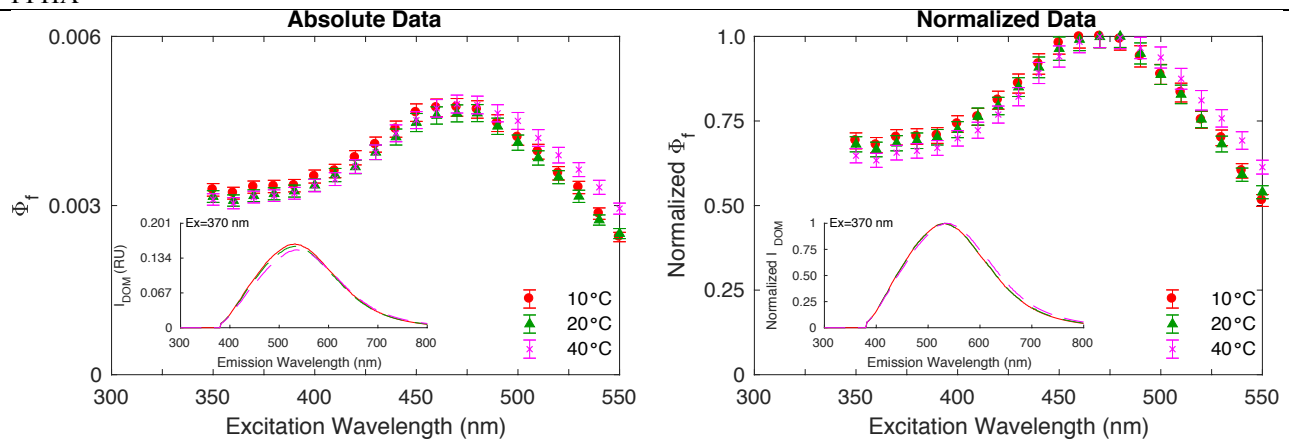 Absolute Data
0.006
0.003
0
Φf
300 350 400 450 500 550
Excitation Wavelength (nm)
Ex=370 nm
0.201
0.134
0.067
0
I DOM (RU)
300 400 500 600 700 800
Emission Wavelength (nm)
10°C
20°C
40°C
Normalized Data
1.0
0.75
0.50
0.25
0
Normalized Φf
300 350 400 450 500 550
Excitation Wavelength (nm)
Ex=370 nm
1
0.75
0.50
0.25
0
Normalized I DOM
300 400 500 600 700 800
Emission Wavelength (nm)
10°C
20°C
40°C